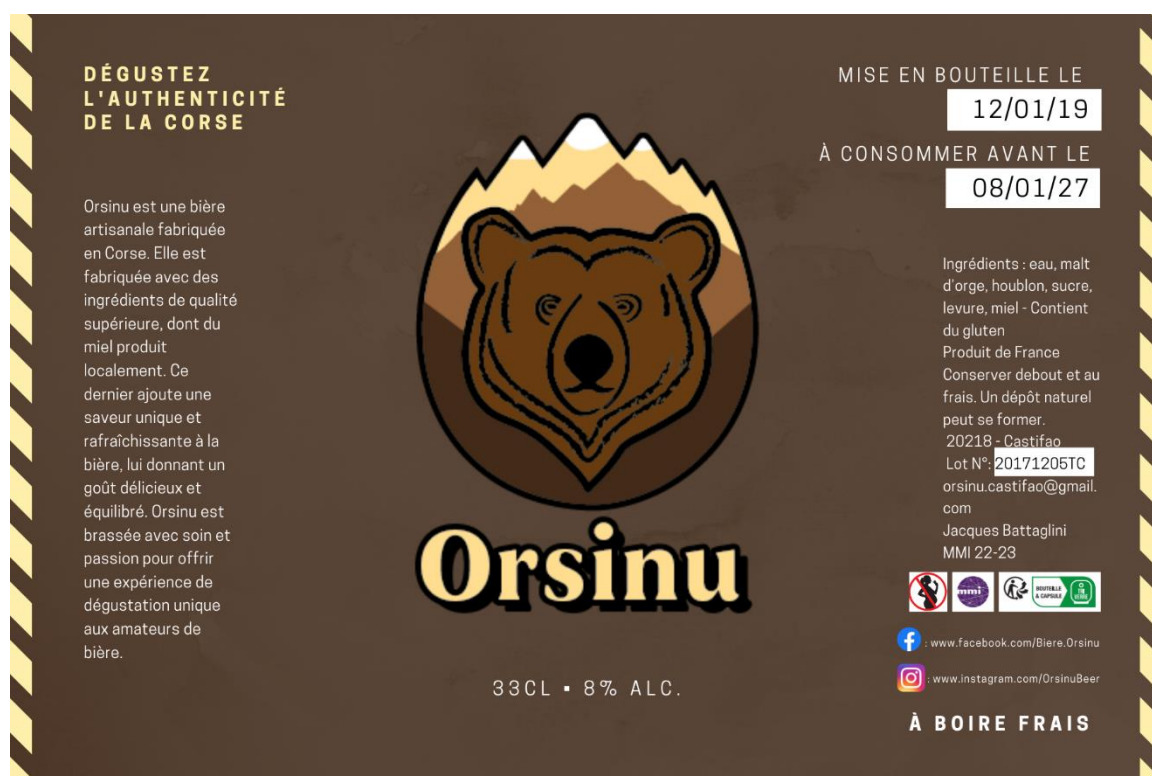 DÉGUSTEZ
L'AUTHENTICITÉ
DE LA CORSE
Orsinu est une bière
artisanale fabriquée
en Corse. Elle est
fabriquée avec des
ingrédients de qualité
supérieure, dont du
miel produit
localement. Ce
dernier ajoute une
saveur unique et
rafraîchissante à la
bière, lui donnant un
goût délicieux et
équilibré. Orsinu est
brassée avec soin et
passion pour offrir
une expérience de
dégustation unique
aux amateurs de
bière.
Orsinu
33CL ▪ 8% ALC.
MISE EN BOUTEILLE LE
12/01/19
À CONSOMMER AVANT LE
08/01/27
Ingrédients : eau, malt
d'orge, houblon, sucre,
levure, miel - Contient
du gluten
Produit de France
Conserver debout et au
frais. Un dépôt naturel
peut se former.
20218 - Castifao
Lot N°: 20171205TC
orsinu.castifao@gmail.
com
Jacques Battaglini
MMI 22-23
mmi
BOUTEILLE
& CAPSULE
: www.facebook.com/Biere.Orsinu
: www.instagram.com/OrsinuBeer
À BOIRE FRAIS